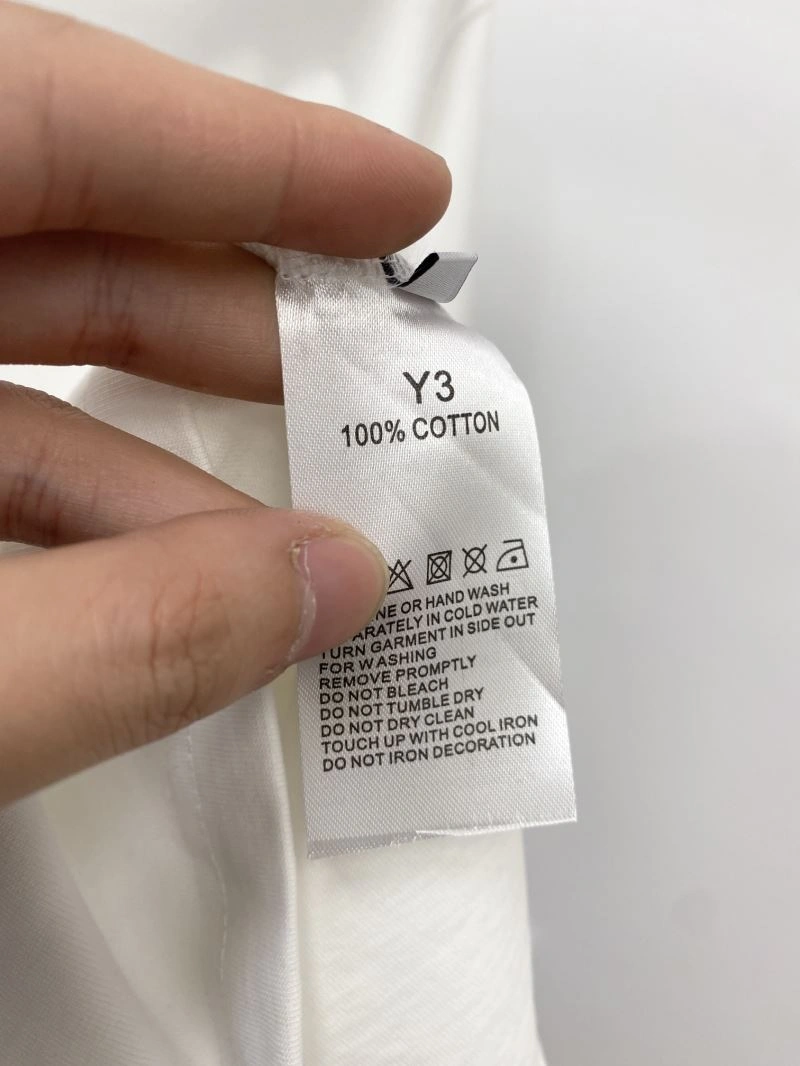 Y3
100% COTTON
OR HAND WASH
IN COLD WATER
TURN GARMENT IN SIDE OUT
FOR WASHING
REMOVE PROMPTLY
DO NOT BLEACH
DO NOT TUMBLE DRY
DO NOT DRY CLEAN
TOUCH UP WITH COOL IRON
DO NOT IRON DECORATION